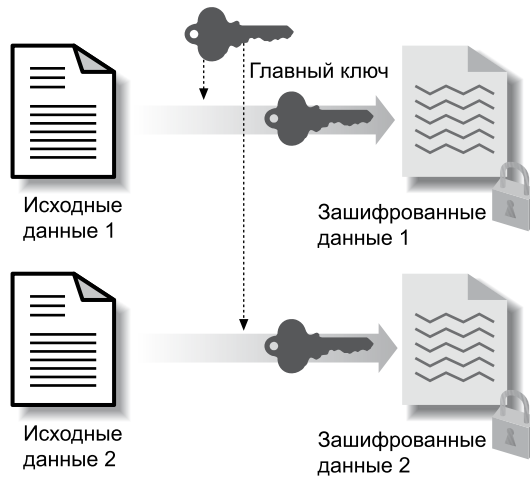 Главный ключ
Исходные
данные 1
Зашифрованные
данные 1
Исходные
данные 2
Зашифрованные
данные 2